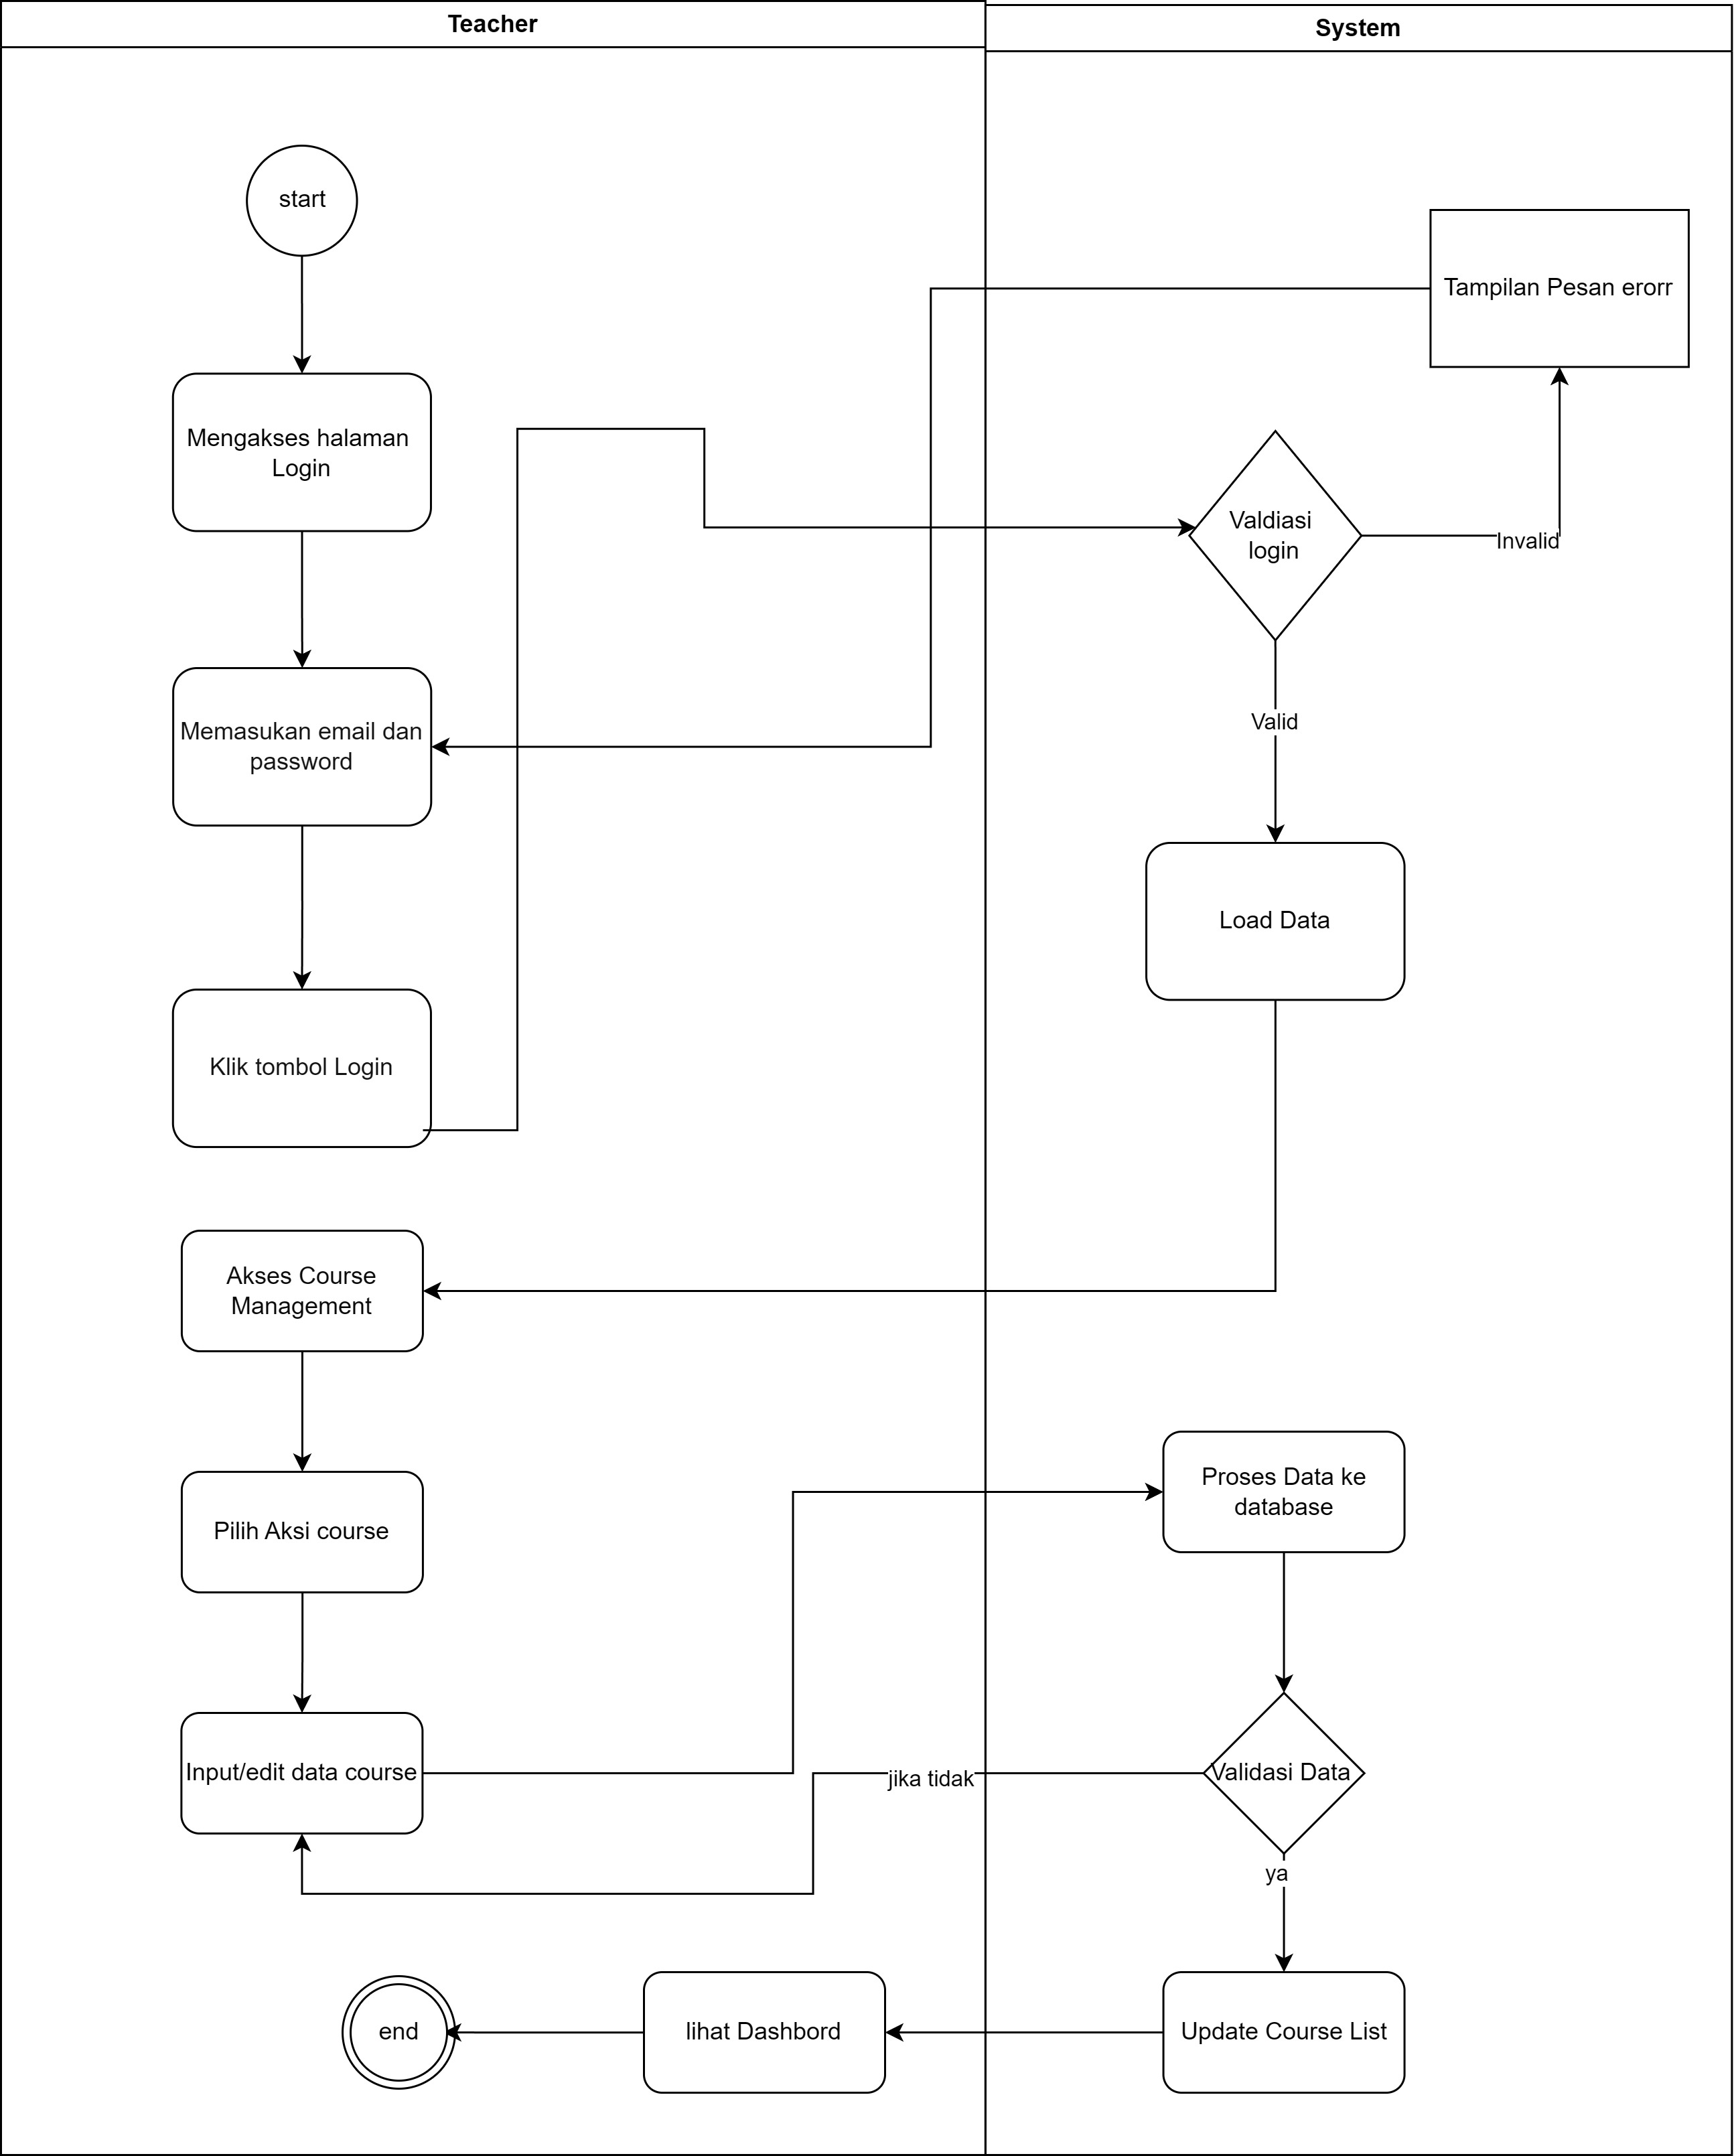 Teacher
System
start
Tampilan Pesan erorr
Mengakses halaman
Login
Valdiasi
login
Invalid
Valid
Memasukan email dan
password
Load Data
Klik tombol Login
Akses Course
Management
Pilih Aksi course
Proses Data ke
database
Input/edit data course
jika tidak
Validasi Data
ya
end
lihat Dashbord
Update Course List